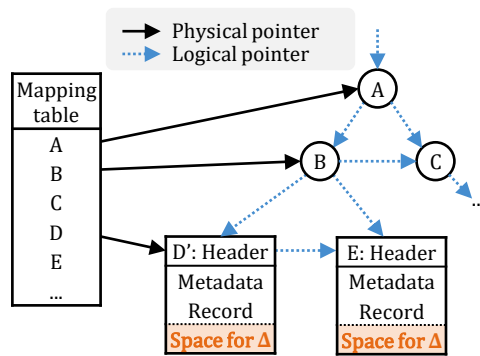 Physical pointer
Logical pointer
Mapping
table
A
B
C
D
E
...
A
B
C
...
D': Header
Metadata
Record
Space for Δ
E: Header
Metadata
Record
Space for Δ